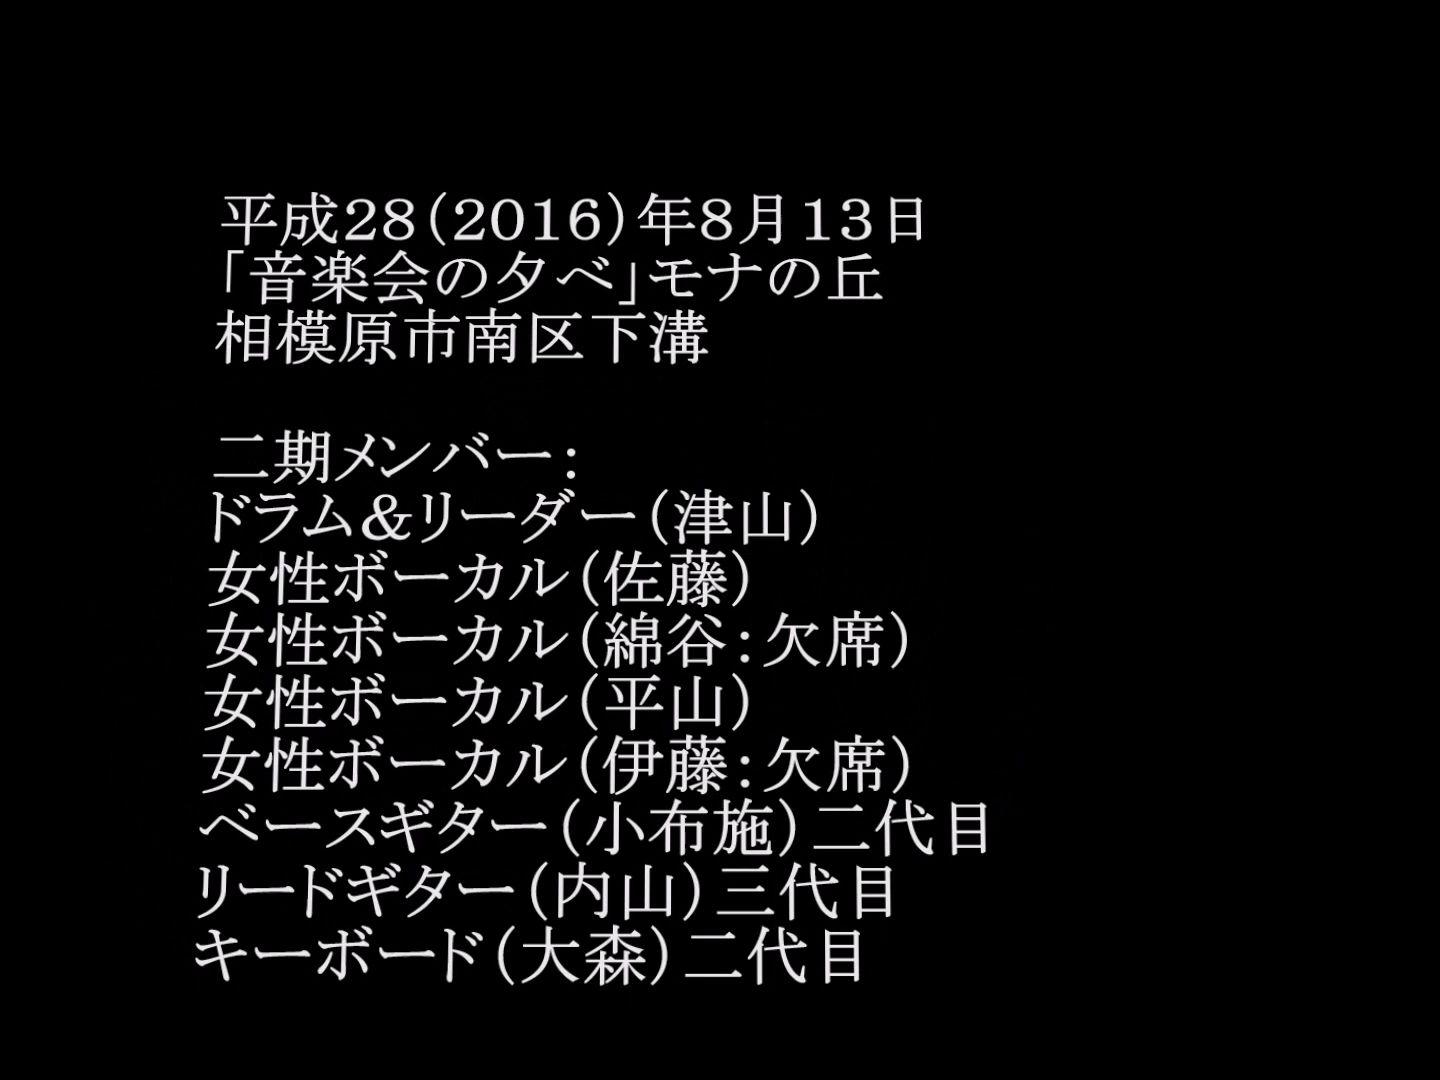 平成28(2016)年8月13日
「音楽会の夕べ」モナの丘
相模原市南区下溝
二期メンバー:
ドラム&リーダー(津山)
女性ボーカル(佐藤)
女性ボーカル(綿谷:欠席)
女性ボーカル(平山)
女性ボーカル(伊藤:欠席)
ベースギター(小布施)二代目
リードギター(内山)三代目
キーボード(大森)二代目